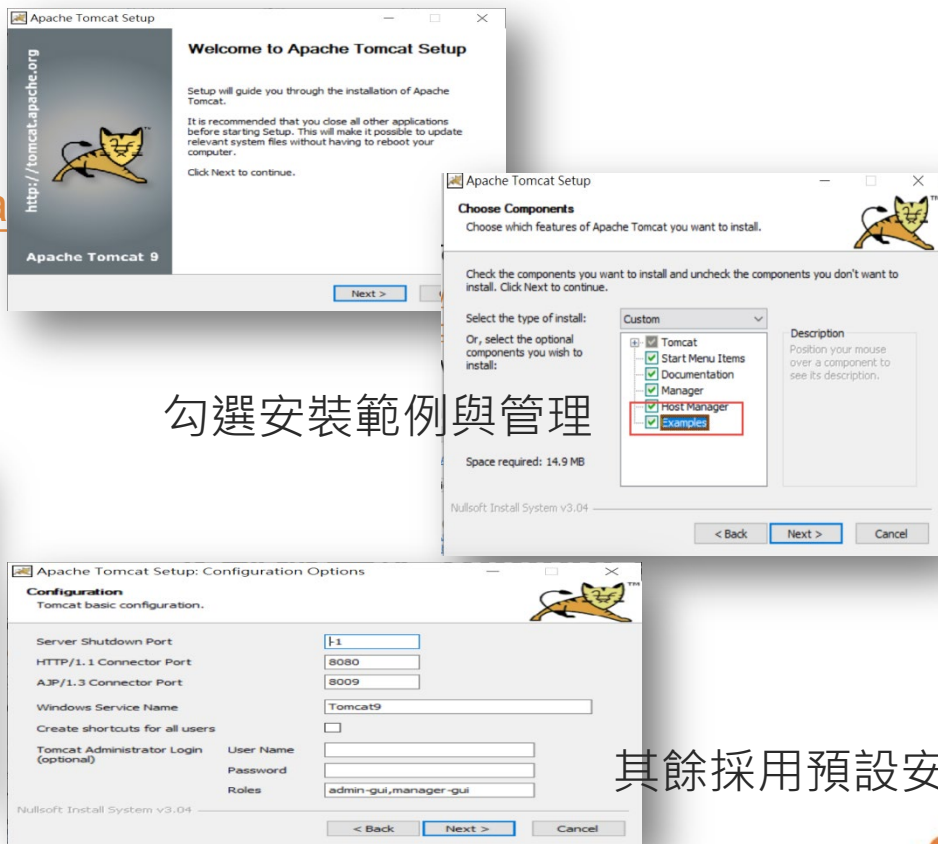 Apache Tomcat Setup
http://tomcat.apache.org
Apache Tomcat 9
Welcome to Apache Tomcat Setup
Setup will guide you through the installation of Apache
Tomcat.
It is recommended that you close all other applications
before starting Setup. This will make it possible to update
relevant system files without having to reboot your
computer.
Click Next to continue.
Next >
Apache Tomcat Setup
Choose Components
Choose which features of Apache Tomcat you want to install.
TM
Check the components you want to install and uncheck the components you don't want to
install. Click Next to continue.
Select the type of install:
Custom
Or, select the optional
components you wish to
install:
Tomcat
Start Menu Items
Documentation
Manager
Host Manager
Examples
Description
Position your mouse
over a component to
see its description.
Space required: 14.9 MB
Nullsoft Install System v3.04
< Back
Next >
Cancel
勾選安裝範例與管理
Apache Tomcat Setup: Configuration Options
Configuration
Tomcat basic configuration.
TM
Server Shutdown Port
-1
HTTP/1.1 Connector Port
8080
AJP/1.3 Connector Port
8009
Windows Service Name
Tomcat9
Create shortcuts for all users
Tomcat Administrator Login
(optional)
User Name
Password
Roles
admin-gui,manager-gui
Nullsoft Install System v3.04
< Back
Next >
Cancel
其餘採用預設安